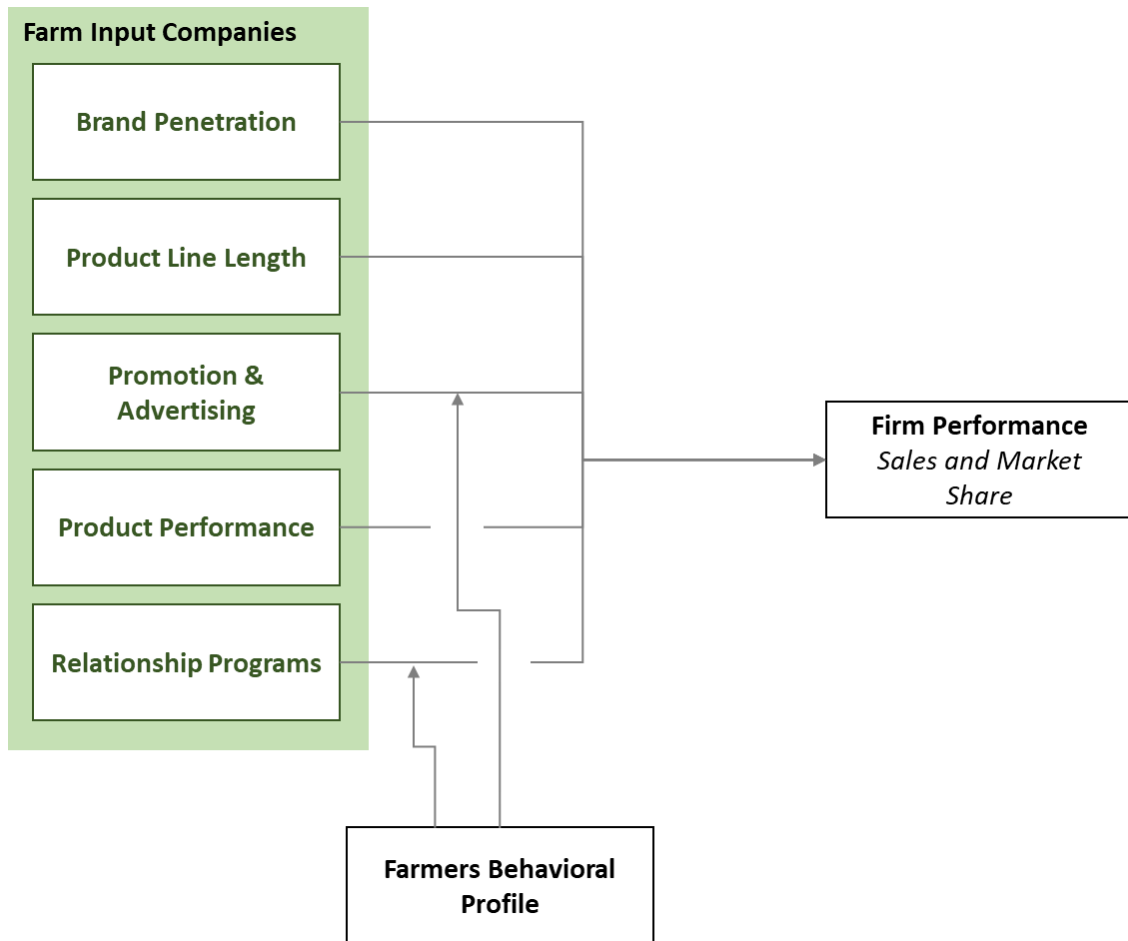 Farm Input Companies
Brand Penetration
Product Line Length
Promotion &
Advertising
Product Performance
Relationship Programs
Firm Performance
Sales and Market
Share
Farmers Behavioral
Profile